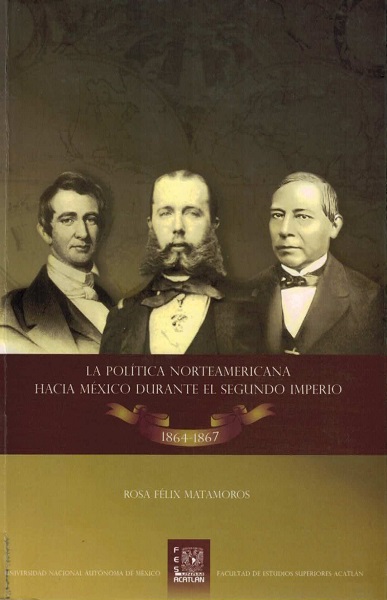 LA POLÍTICA NORTEAMERICANA
HACIA MÉXICO DURANTE EL SEGUNDO IMPERIO
1864-1867
ROSA FÉLIX MATAMOROS
UNIVERSIDAD NACIONAL AUTÓNOMA DE MÉXICO
FES
ACATLÁN
FACULTAD DE ESTUDIOS SUPERIORES ACATLÁN